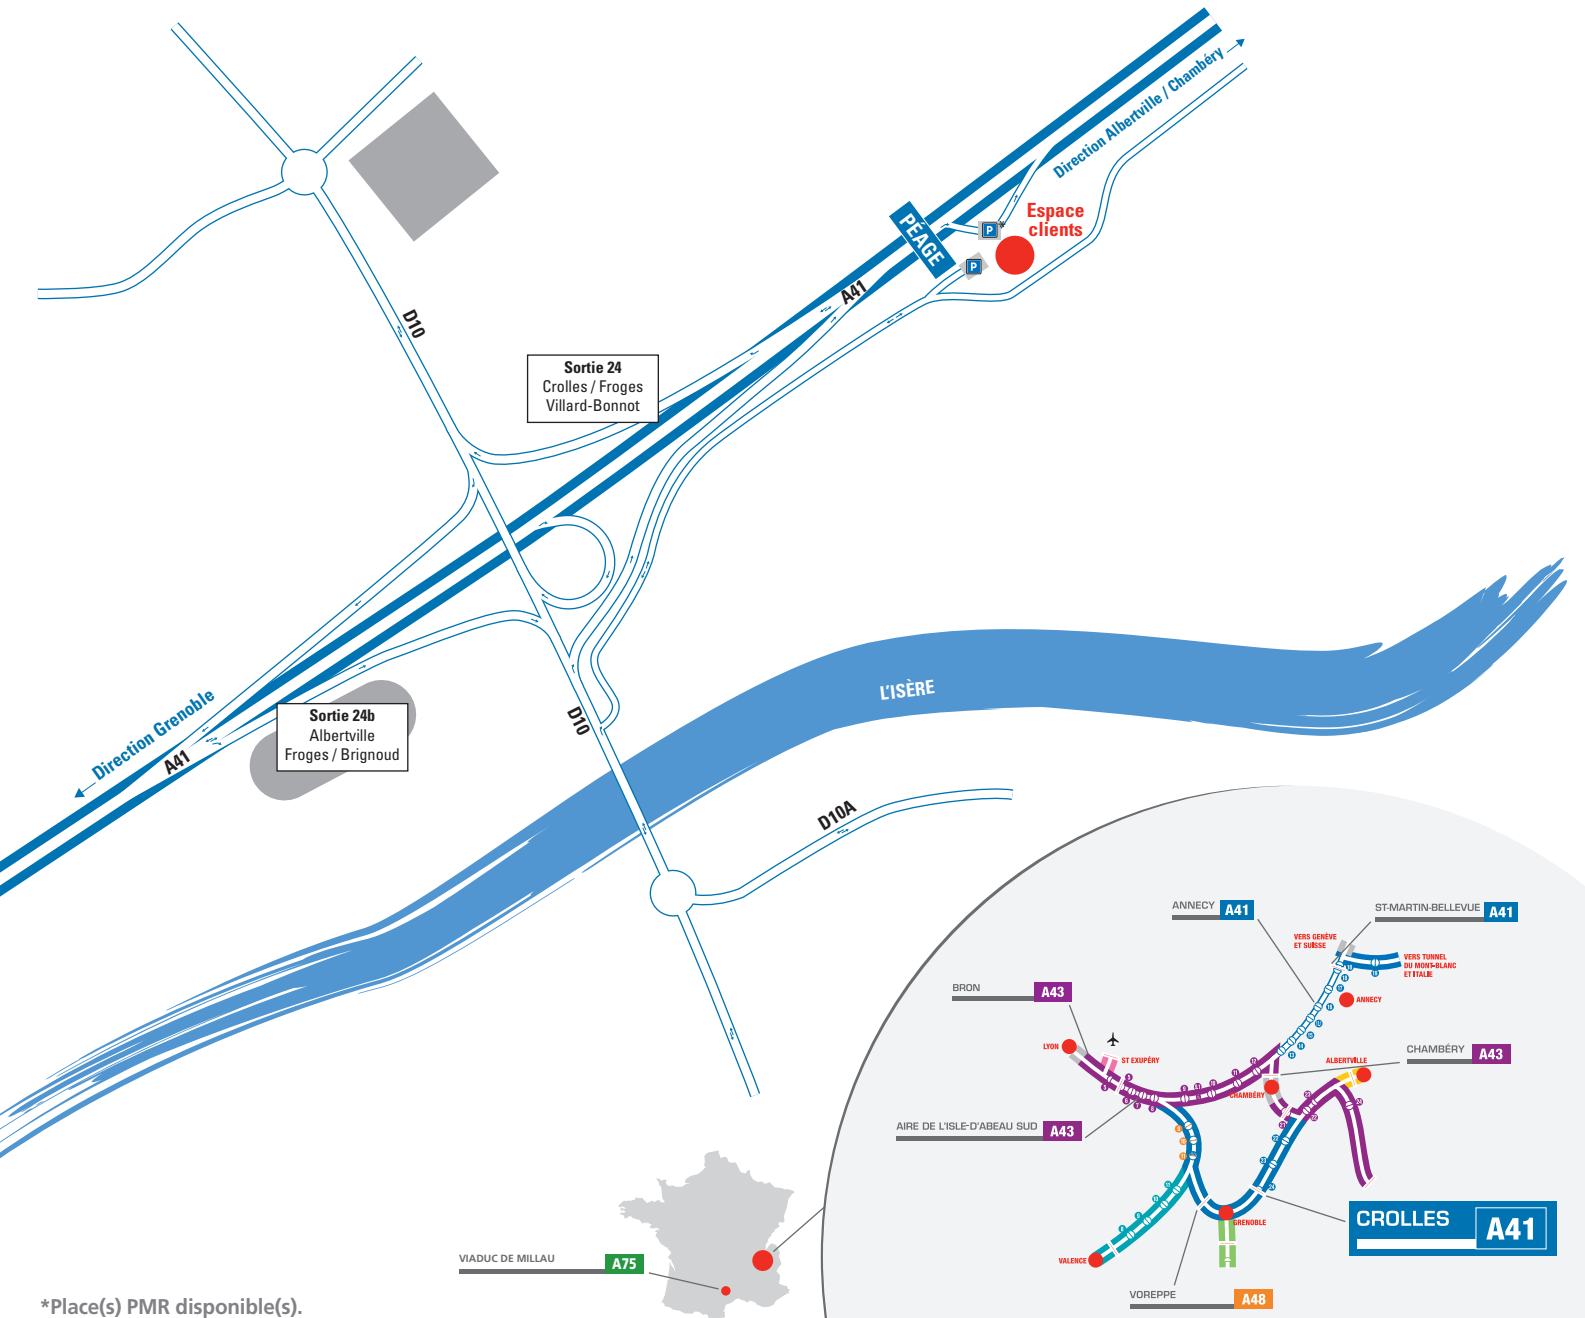 Direction Albertville / Chambéry
Espace
clients
P
P
PÉAGE
A41
D10
Sortie 24
Crolles / Froges
Villard-Bonnot
L'ISÈRE
Direction Grenoble
A41
Sortie 24b
Albertville
Froges / Brignoud
D10
D10A
ANNECY A41
ST-MARTIN-BELLEVUE A41
VERS GENÈVE
ET SUISSE
VERS TUNNEL
DU MONT-BLANC
ET ITALIE
BRON A43
ANNECY
LYON
ST EXUPÉRY
ALBERTVILLE
CHAMBÉRY A43
CHAMBÉRY
AIRE DE L'ISLE-D'ABEAU SUD A43
CROLLES A41
GRENOBLE
VALENCE
VIADUC DE MILLAU A75
VOREPPE A48
*Place(s) PMR disponible(s).